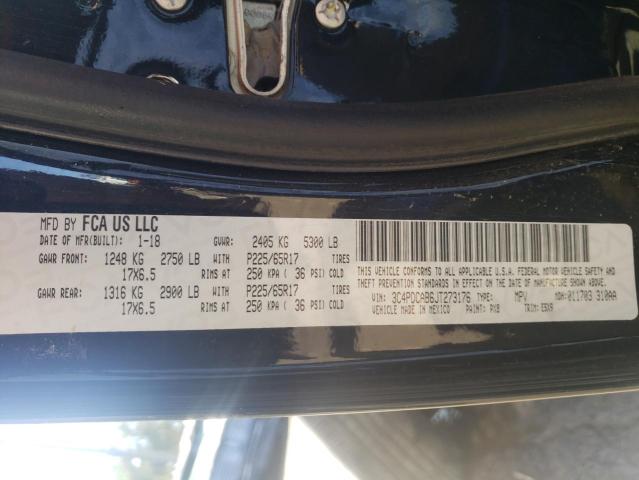 MFD BY FCA US LLC
DATE OF MFR(BUILT): 1-18 GVWR: 2405 KG 5300 LB
GAWR FRONT: 1248 KG 2750 LB WITH P225/65R17 TIRES
17X6.5 RIMS AT 250 KPA ( 36 PSI) COLD
GAWR REAR: 1316 KG 2900 LB WITH P225/65R17 TIRES
17X6.5 RIMS AT 250 KPA ( 36 PSI) COLD
THIS VEHICLE CONFORMS TO ALL APPLICABLE U.S.A. FEDERAL MOTOR VEHICLE SAFETY AND
THEFT PREVENTION STANDARDS IN EFFECT ON THE DATE OF MANUFACTURE SHOWN ABOVE.
VIN: 3C4PDCAB6JT273176 TYPE: MPV MDH: 011703 310AA
VEHICLE MADE IN MEXICO PAINT: PX8 TRIM: E5X9